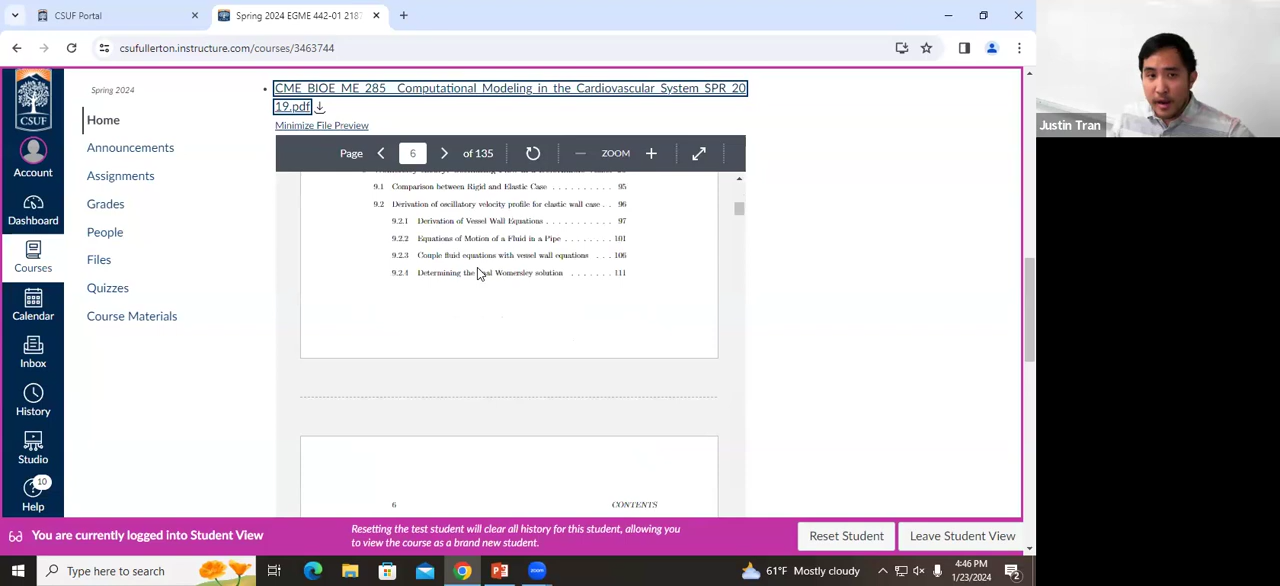 CSUF Portal
Spring 2024 EGME 442-01 2187
csufullerton.instructure.com/courses/3463744
CSUF
Account
Dashboard
Courses
Calendar
Inbox
History
Studio
10
Help
Spring 2024
Home
Announcements
Assignments
Grades
People
Files
Quizzes
Course Materials
CME_BIOE_ME_285__Computational_Modeling_in_the_Cardiovascular_System_SPR_20
19.pdf
Minimize File Preview
Page 6 of 135 ZOOM
9.1 Comparison between Rigid and Elastic Case . . . . . . . . . . 95
9.2 Derivation of oscillatory velocity profile for elastic wall case . . 96
9.2.1 Derivation of Vessel Wall Equations . . . . . . . . . . . 97
9.2.2 Equations of Motion of a Fluid in a Pipe . . . . . . . . 101
9.2.3 Couple fluid equations with vessel wall equations . . . 106
9.2.4 Determining the Womersley solution . . . . . . . 111
6 CONTENTS
You are currently logged into Student View
Resetting the test student will clear all history for this student, allowing you
to view the course as a brand new student.
Reset Student
Leave Student View
Type here to search
61°F Mostly cloudy
4:46 PM
1/23/2024
2
zoom
Justin Tran